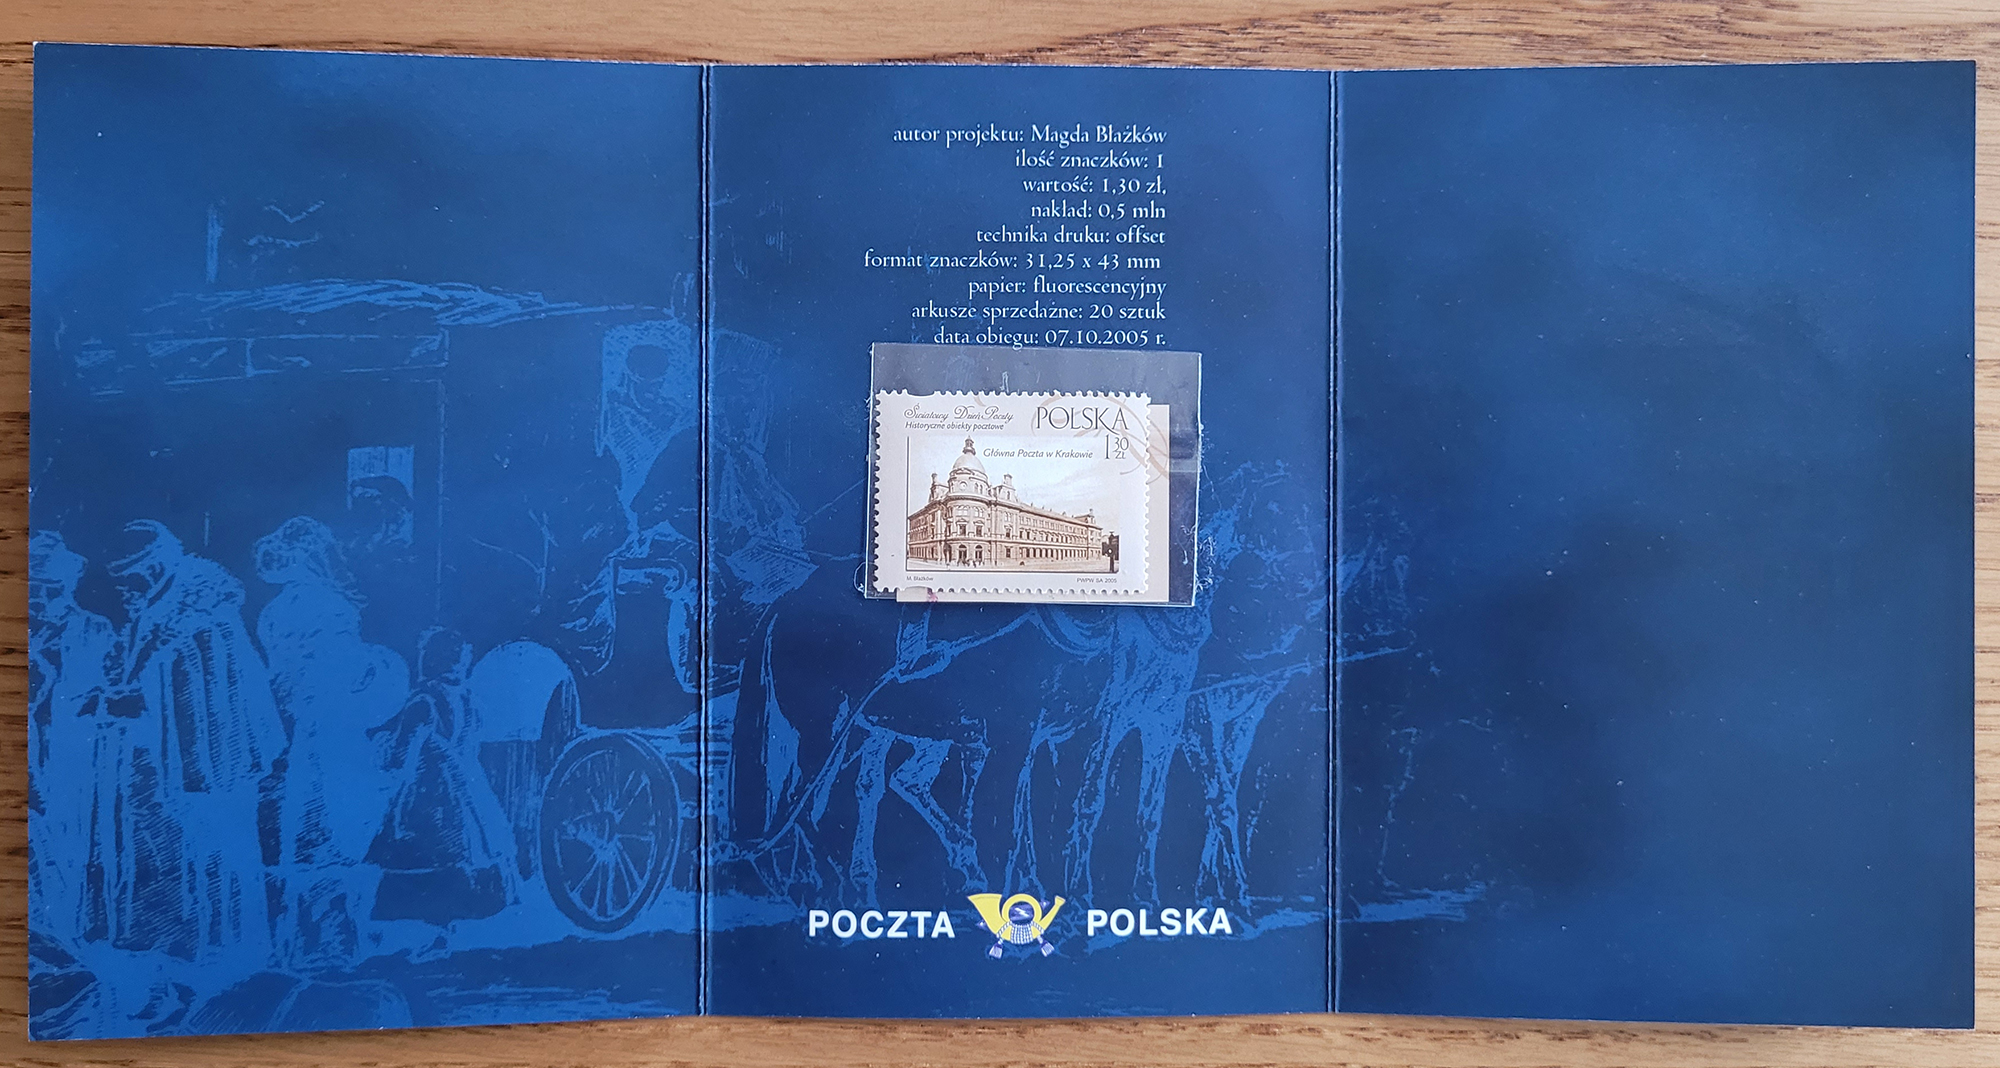 autor projektu: Magda Błażków
ilość znaczków: 1
wartość: 1,30 zł,
nakład: 0,5 mln
technika druku: offset
format znaczków: 31,25 x 43 mm
papier: fluorescencyjny
arkusze sprzedażne: 20 sztuk
data obiegu: 07.10.2005 r.
Światowy Dzień Poczty
Historyczne obiekty pocztowe
POLSKA
1 30 ZŁ
Główna Poczta w Krakowie
M. Błażków
PWPW SA 2005
POCZTA POLSKA